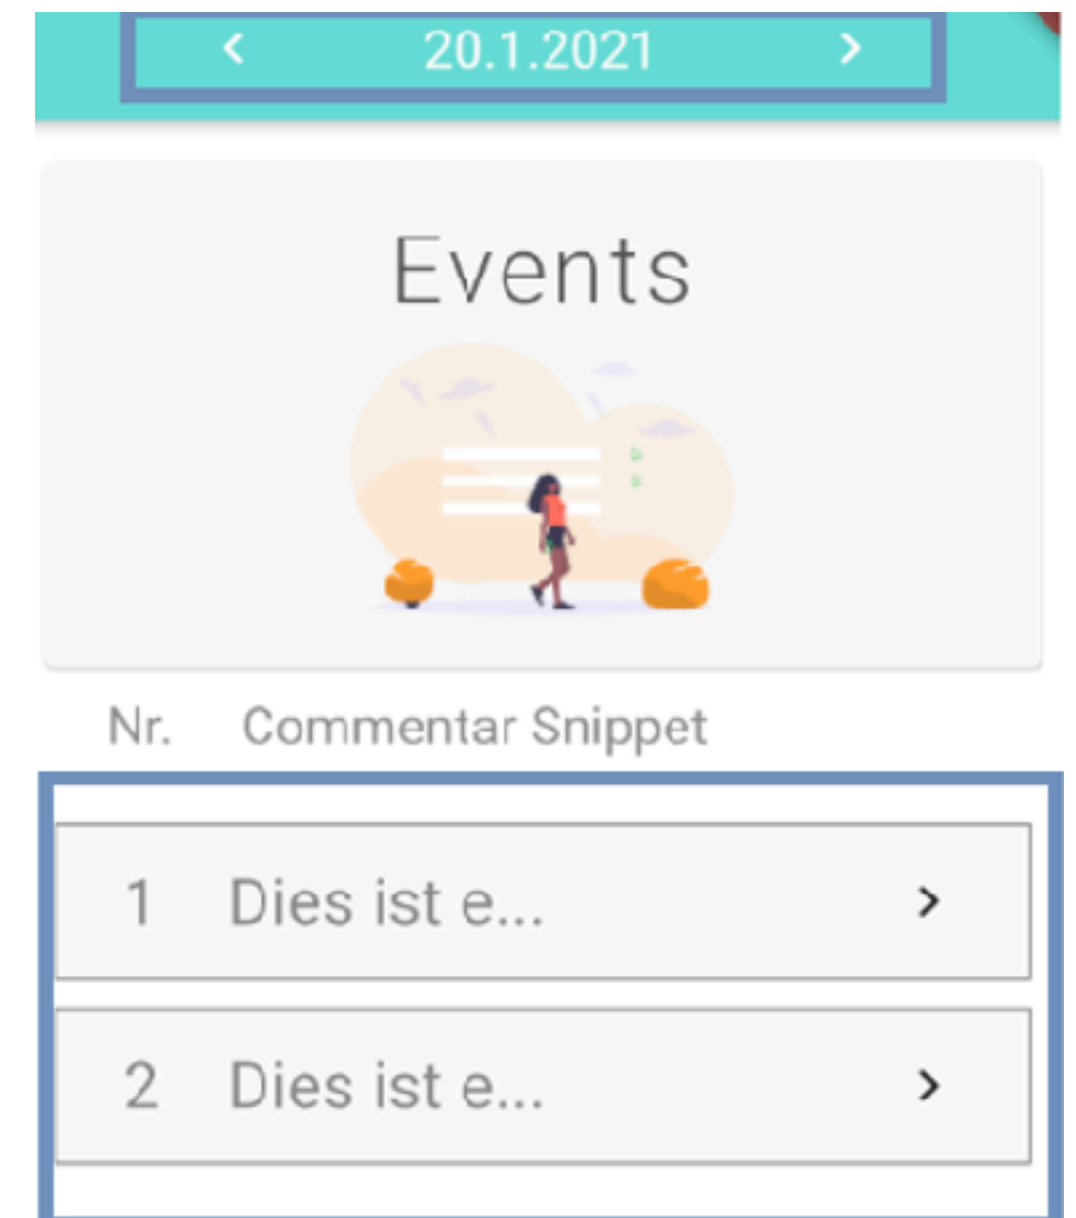 20.1.2021
Events
Nr. Commentar Snippet
1 Dies ist e...
2 Dies ist e...